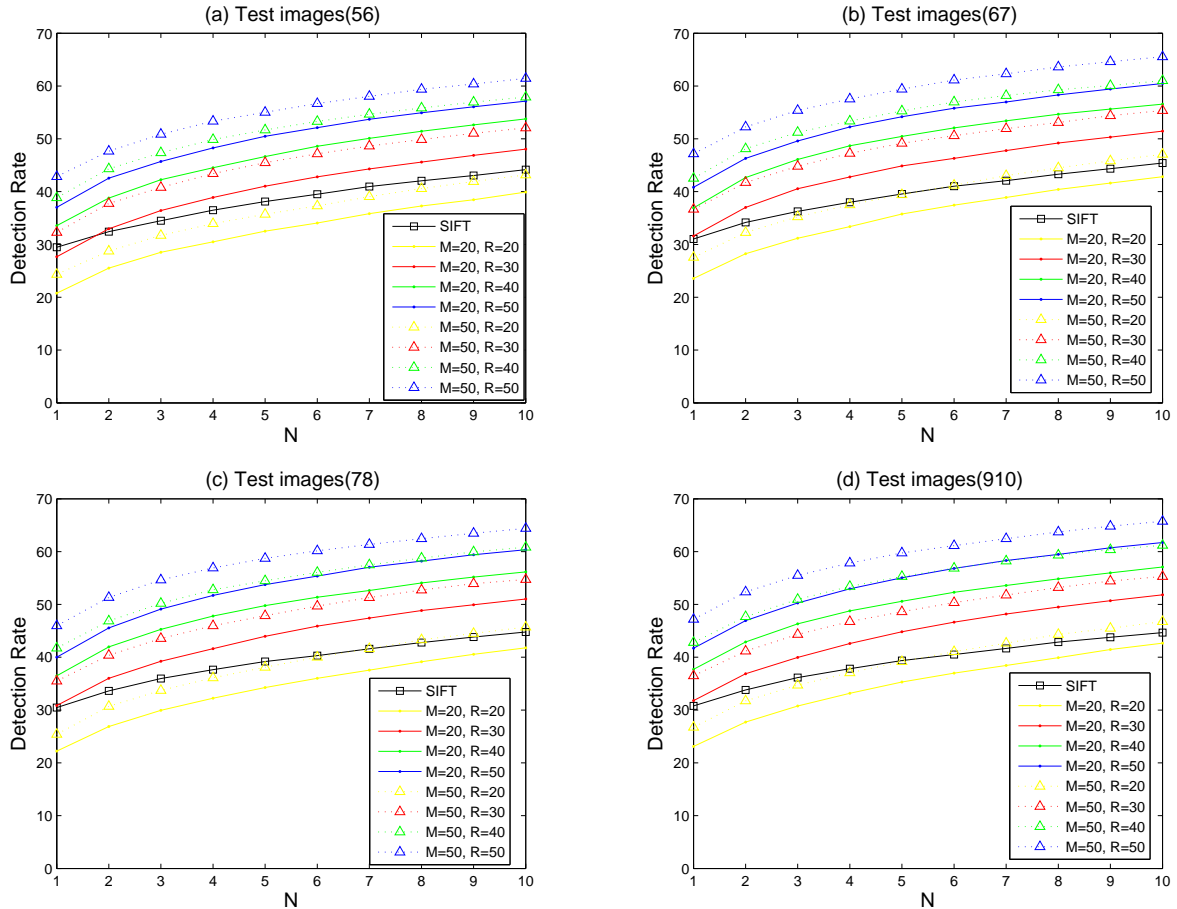 (a) Test images(56)
Detection Rate
70
60
50
40
30
20
10
0
SIFT
M=20, R=20
M=20, R=30
M=20, R=40
M=20, R=50
M=50, R=20
M=50, R=30
M=50, R=40
M=50, R=50
1 2 3 4 5 6 7 8 9 10
N
(b) Test images(67)
Detection Rate
70
60
50
40
30
20
10
0
SIFT
M=20, R=20
M=20, R=30
M=20, R=40
M=20, R=50
M=50, R=20
M=50, R=30
M=50, R=40
M=50, R=50
1 2 3 4 5 6 7 8 9 10
N
(c) Test images(78)
Detection Rate
70
60
50
40
30
20
10
0
SIFT
M=20, R=20
M=20, R=30
M=20, R=40
M=20, R=50
M=50, R=20
M=50, R=30
M=50, R=40
M=50, R=50
1 2 3 4 5 6 7 8 9 10
N
(d) Test images(910)
Detection Rate
70
60
50
40
30
20
10
0
SIFT
M=20, R=20
M=20, R=30
M=20, R=40
M=20, R=50
M=50, R=20
M=50, R=30
M=50, R=40
M=50, R=50
1 2 3 4 5 6 7 8 9 10
N